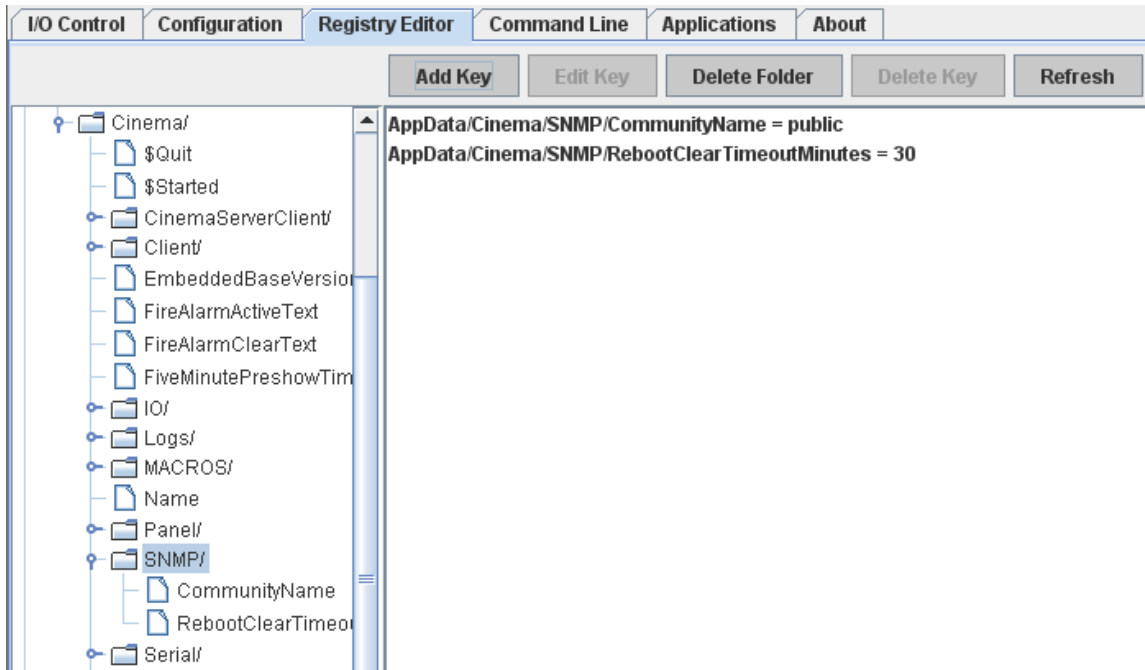 I/O Control Configuration Registry Editor Command Line Applications About
Add Key Edit Key Delete Folder Delete Key Refresh
Cinema/
$Quit
$Started
CinemaServerClient/
Client/
EmbeddedBaseVersion
FireAlarmActiveText
FireAlarmClearText
FiveMinutePreshowTim
IO/
Logs/
MACROS/
Name
Panel/
SNMP/
CommunityName
RebootClearTimeou
Serial/
AppData/Cinema/SNMP/CommunityName = public
AppData/Cinema/SNMP/RebootClearTimeoutMinutes = 30